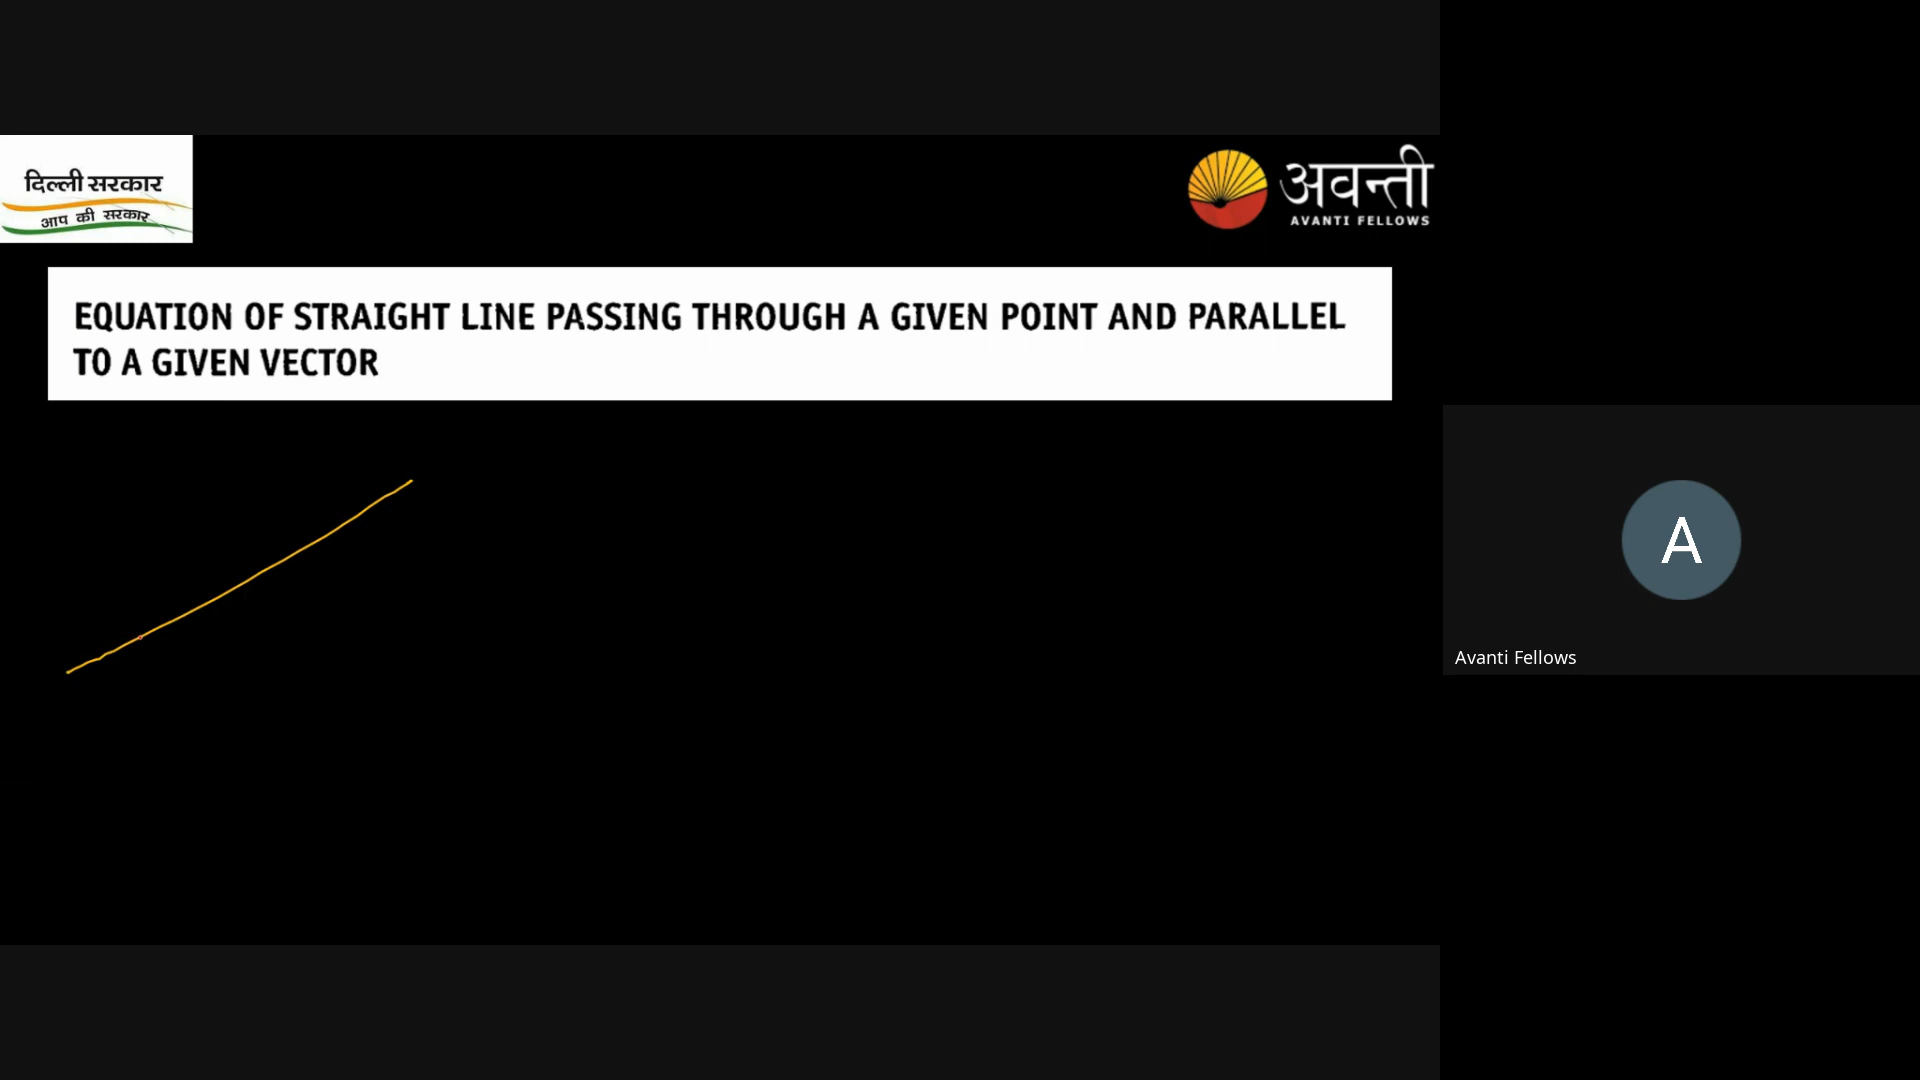 दिल्ली सरकार
आप की सरकार
अवन्ती
AVANTI FELLOWS
EQUATION OF STRAIGHT LINE PASSING THROUGH A GIVEN POINT AND PARALLEL
TO A GIVEN VECTOR
A
Avanti Fellows